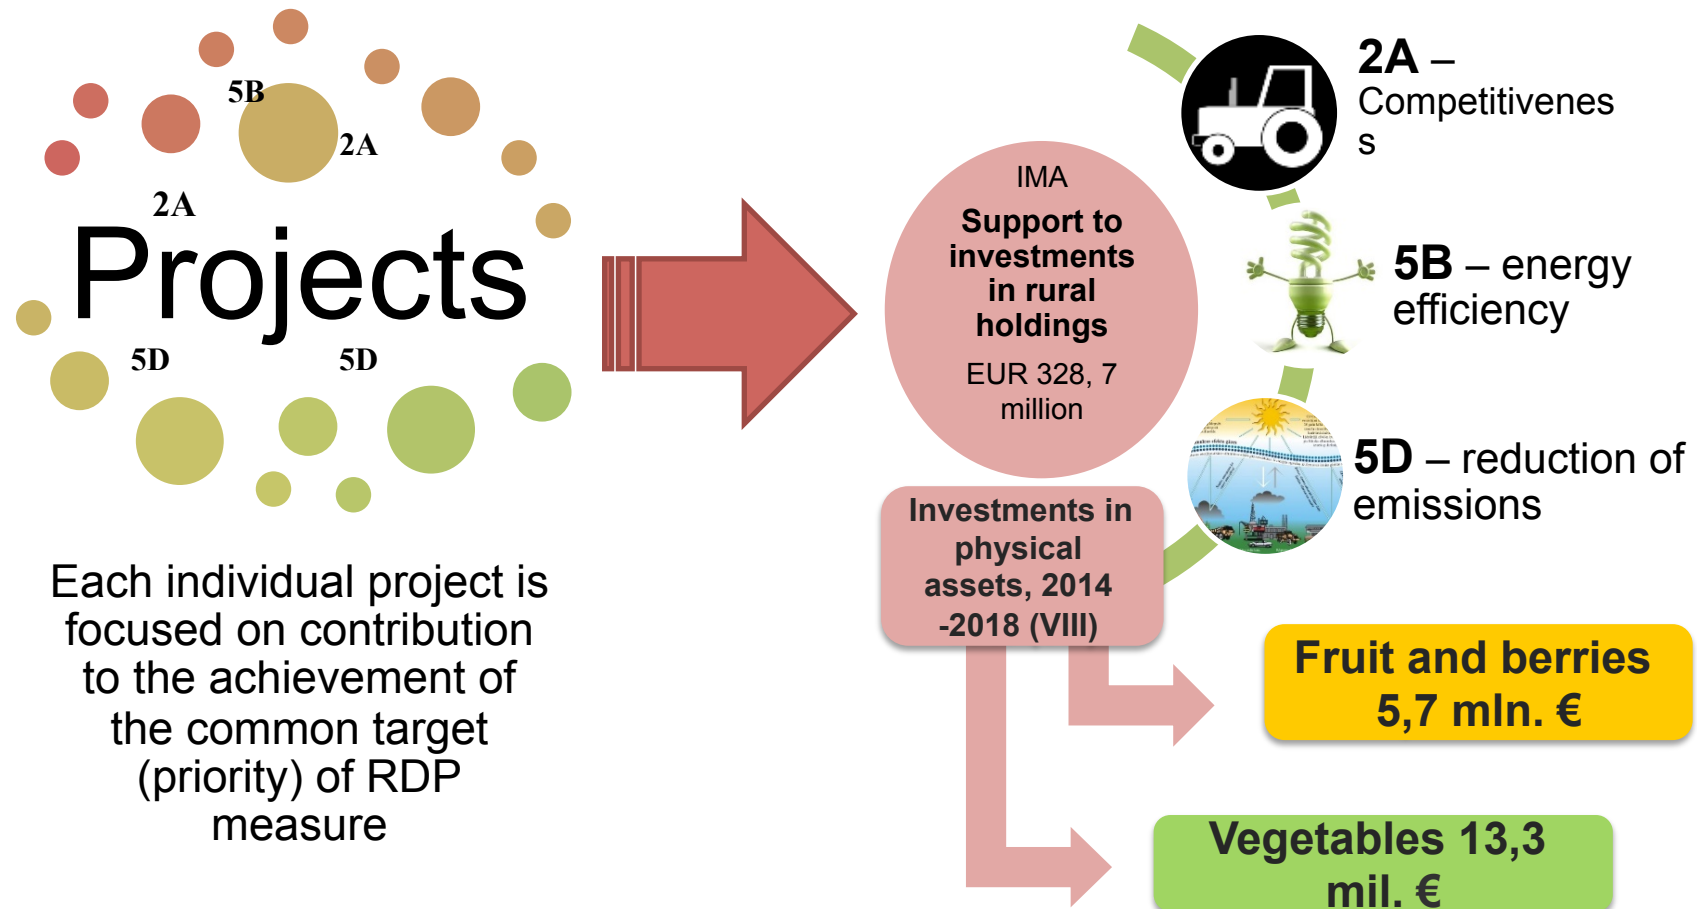 5B
2A
2A
Projects
5D
5D
Each individual project is
focused on contribution
to the achievement of
the common target
(priority) of RDP
measure
IMA
Support to
investments
in rural
holdings
EUR 328, 7
million
Investments in
physical
assets, 2014
-2018 (VIII)
2A –
Competitivenes
s
5B – energy
efficiency
5D – reduction of
emissions
Fruit and berries
5,7 mln. €
Vegetables 13,3
mil. €